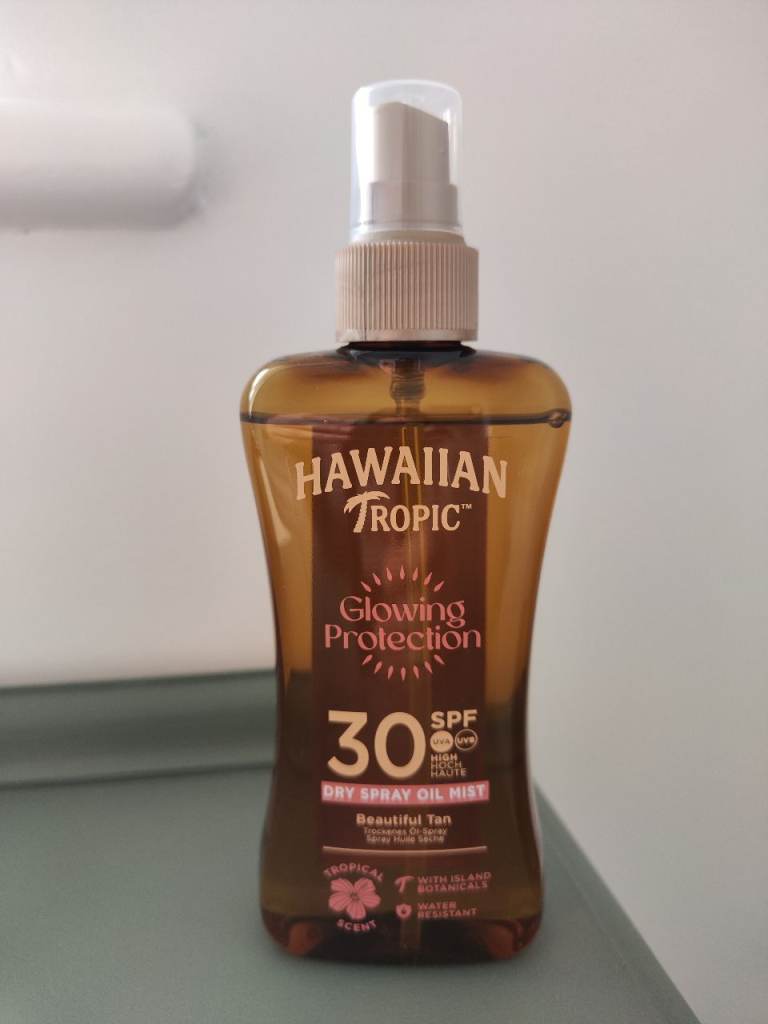 HAWAIIAN
TROPIC™
Glowing
Protection
30 SPF
UVA UVB
HIGH
HOCH
HAUTE
DRY SPRAY OIL MIST
Beautiful Tan
Trockenes Öl-Spray
Spray Huile Sèche
TROPICAL
SCENT
WITH ISLAND
BOTANICALS
WATER
RESISTANT